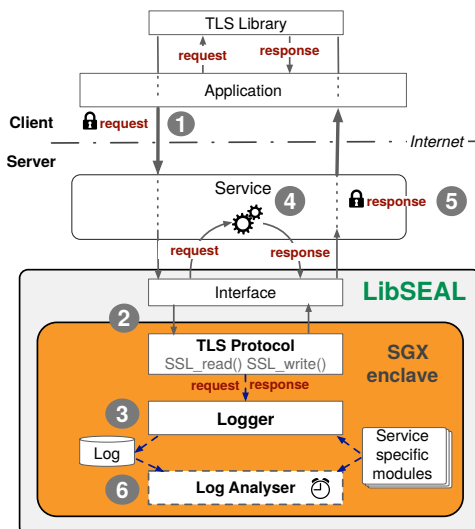 TLS Library
request
response
Application
Client
request
1
Internet
Server
Service
4
response
5
request
response
Interface
LibSEAL
2
TLS Protocol
SSL_read() SSL_write()
SGX
enclave
request
response
3
Logger
Log
Service
specific
modules
6
Log Analyser